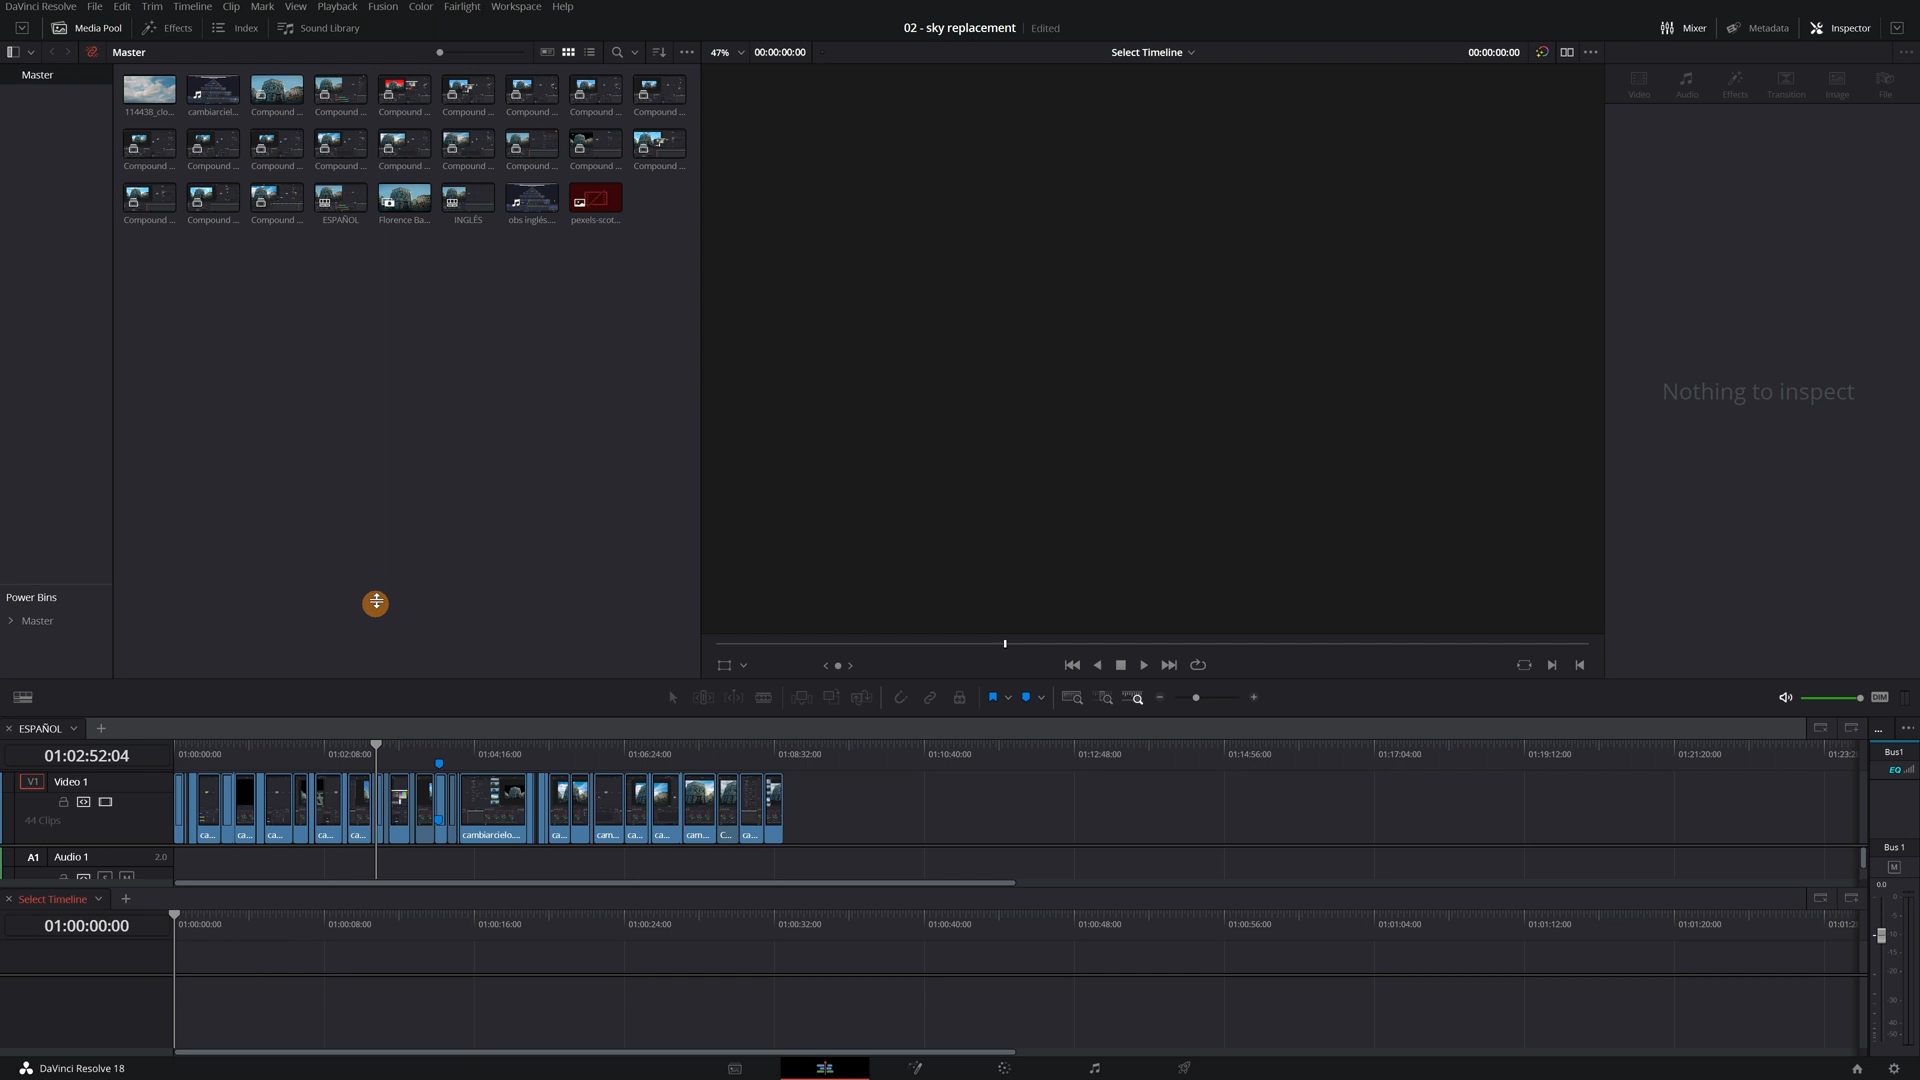 DaVinci Resolve File Edit Trim Timeline Clip Mark View Playback Fusion Color Fairlight Workspace Help
Media Pool Effects Index Sound Library 02 - sky replacement Edited Mixer Metadata Inspector
Master 47% 00:00:00:00 Select Timeline 00:00:00:00
Master
Video Audio Effects Transition Image File
114438_clo... cambiarciel... Compound ... Compound ... Compound ... Compound ... Compound ... Compound ... Compound ...
Compound ... Compound ... Compound ... Compound ... Compound ... Compound ... Compound ... Compound ... Compound ...
Compound ... Compound ... Compound ... ESPAÑOL Florence Ba... INGLÉS obs inglés.... pexels-scot...
Nothing to inspect
Power Bins
Master
DIM
ESPAÑOL
01:02:52:04 01:00:00:00 01:02:08:00 01:04:16:00 01:06:24:00 01:08:32:00 01:10:40:00 01:12:48:00 01:14:56:00 01:17:04:00 01:19:12:00 01:21:20:00 01:23:2
Bus1
EQ
V1 Video 1
44 Clips
ca... ca... ca... ca... ca... cambiarcielo.... ca... cam... ca... ca... cam... C... ca...
A1 Audio 1 2.0
S M
Bus 1
M
0.0
Select Timeline
01:00:00:00 01:00:00:00 01:00:08:00 01:00:16:00 01:00:24:00 01:00:32:00 01:00:40:00 01:00:48:00 01:00:56:00 01:01:04:00 01:01:12:00 01:01:20:00 01:01:2
0
-5
-10
-15
-20
-30
-40
-50
DaVinci Resolve 18